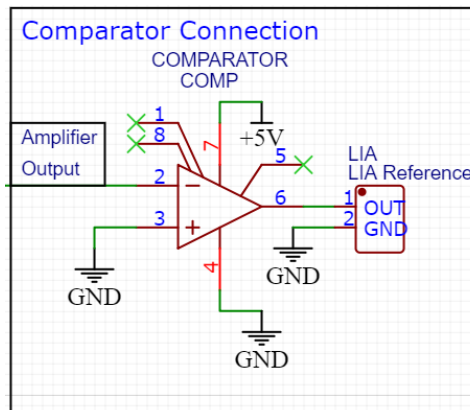 Comparator Connection
COMPARATOR
COMP
1
8
7
+5V
5
Amplifier
Output
2
3
6
4
LIA
LIA Reference
1
OUT
2
GND
GND
GND
GND